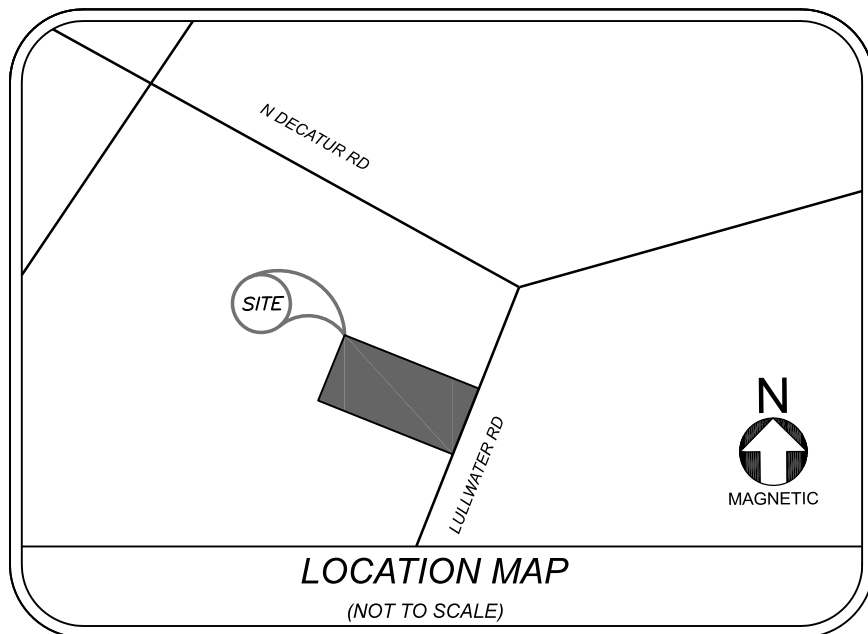 N DECATUR RD
SITE
LULLWATER RD
N
MAGNETIC
LOCATION MAP
(NOT TO SCALE)